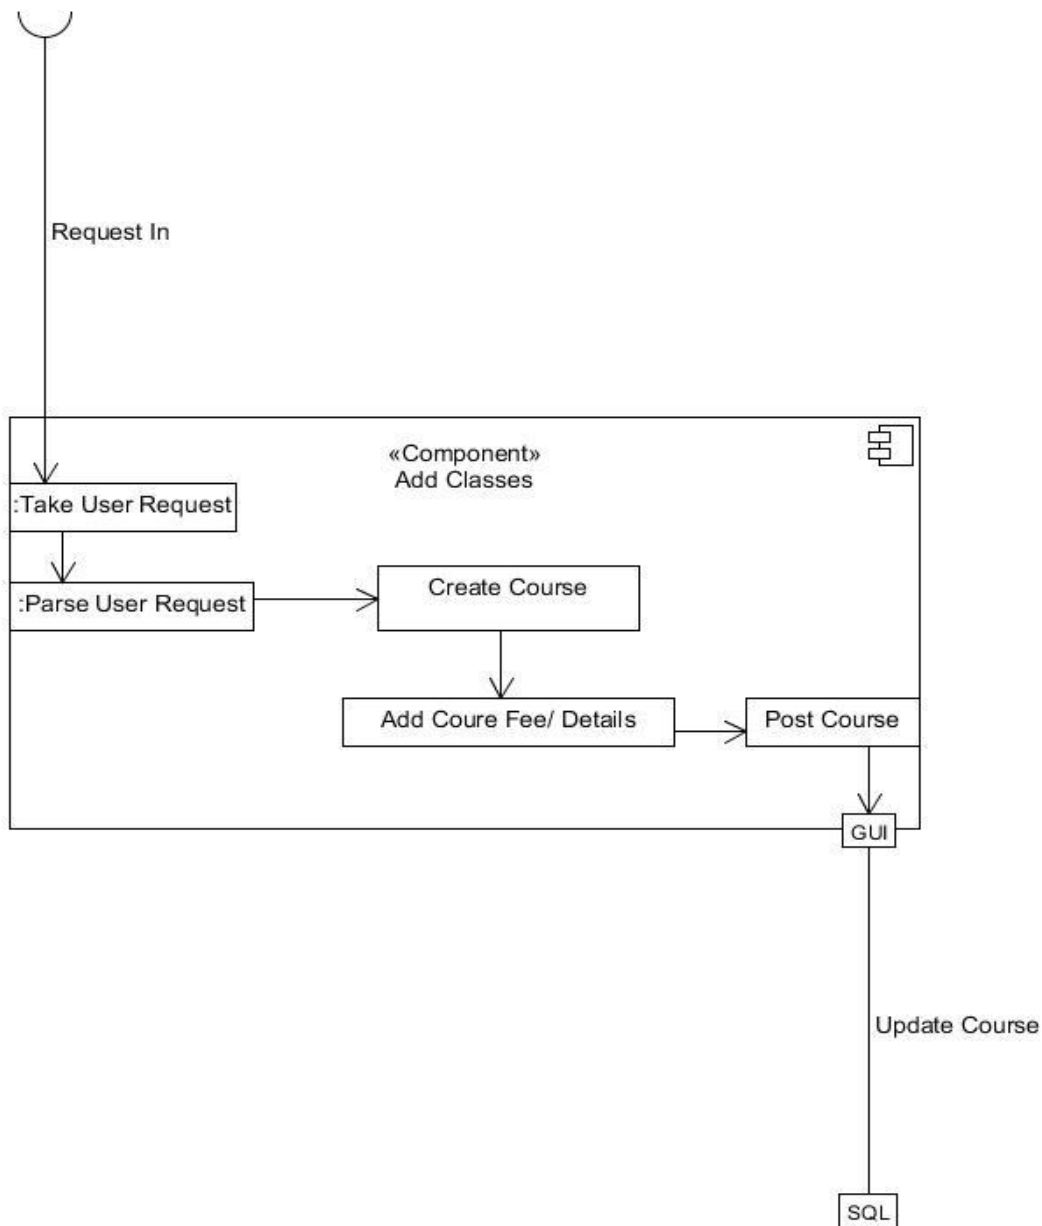 Request In
«Component»
Add Classes
:Take User Request
:Parse User Request
Create Course
Add Coure Fee/ Details
Post Course
GUI
Update Course
SQL